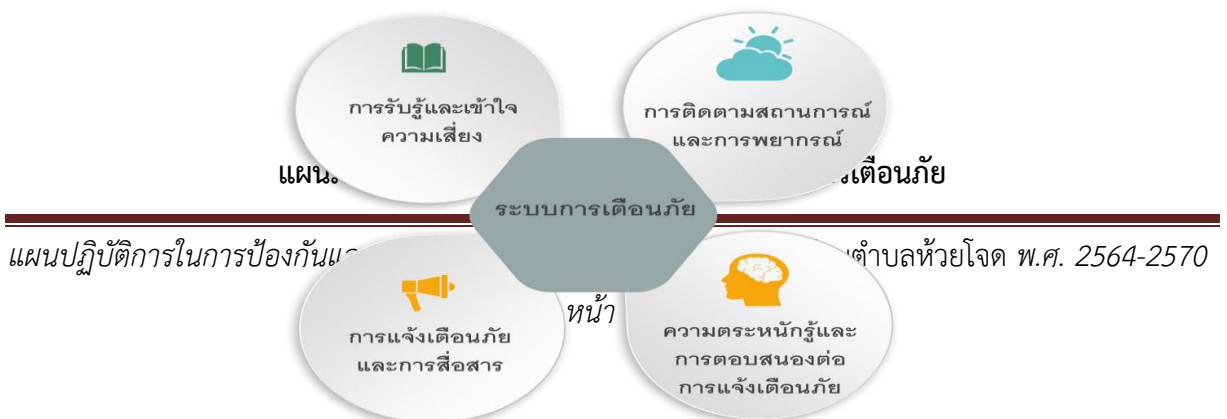 การรับรู้และเข้าใจ
ความเสี่ยง
การติดตามสถานการณ์
และการพยากรณ์
แผน
เตือนภัย
ระบบการเตือนภัย
แผนปฏิบัติการในการป้องกันและ ตำบลห้วยโจด พ.ศ. 2564-2570
หน้า
การแจ้งเตือนภัย
และการสื่อสาร
ความตระหนักรู้และ
การตอบสนองต่อ
การแจ้งเตือนภัย